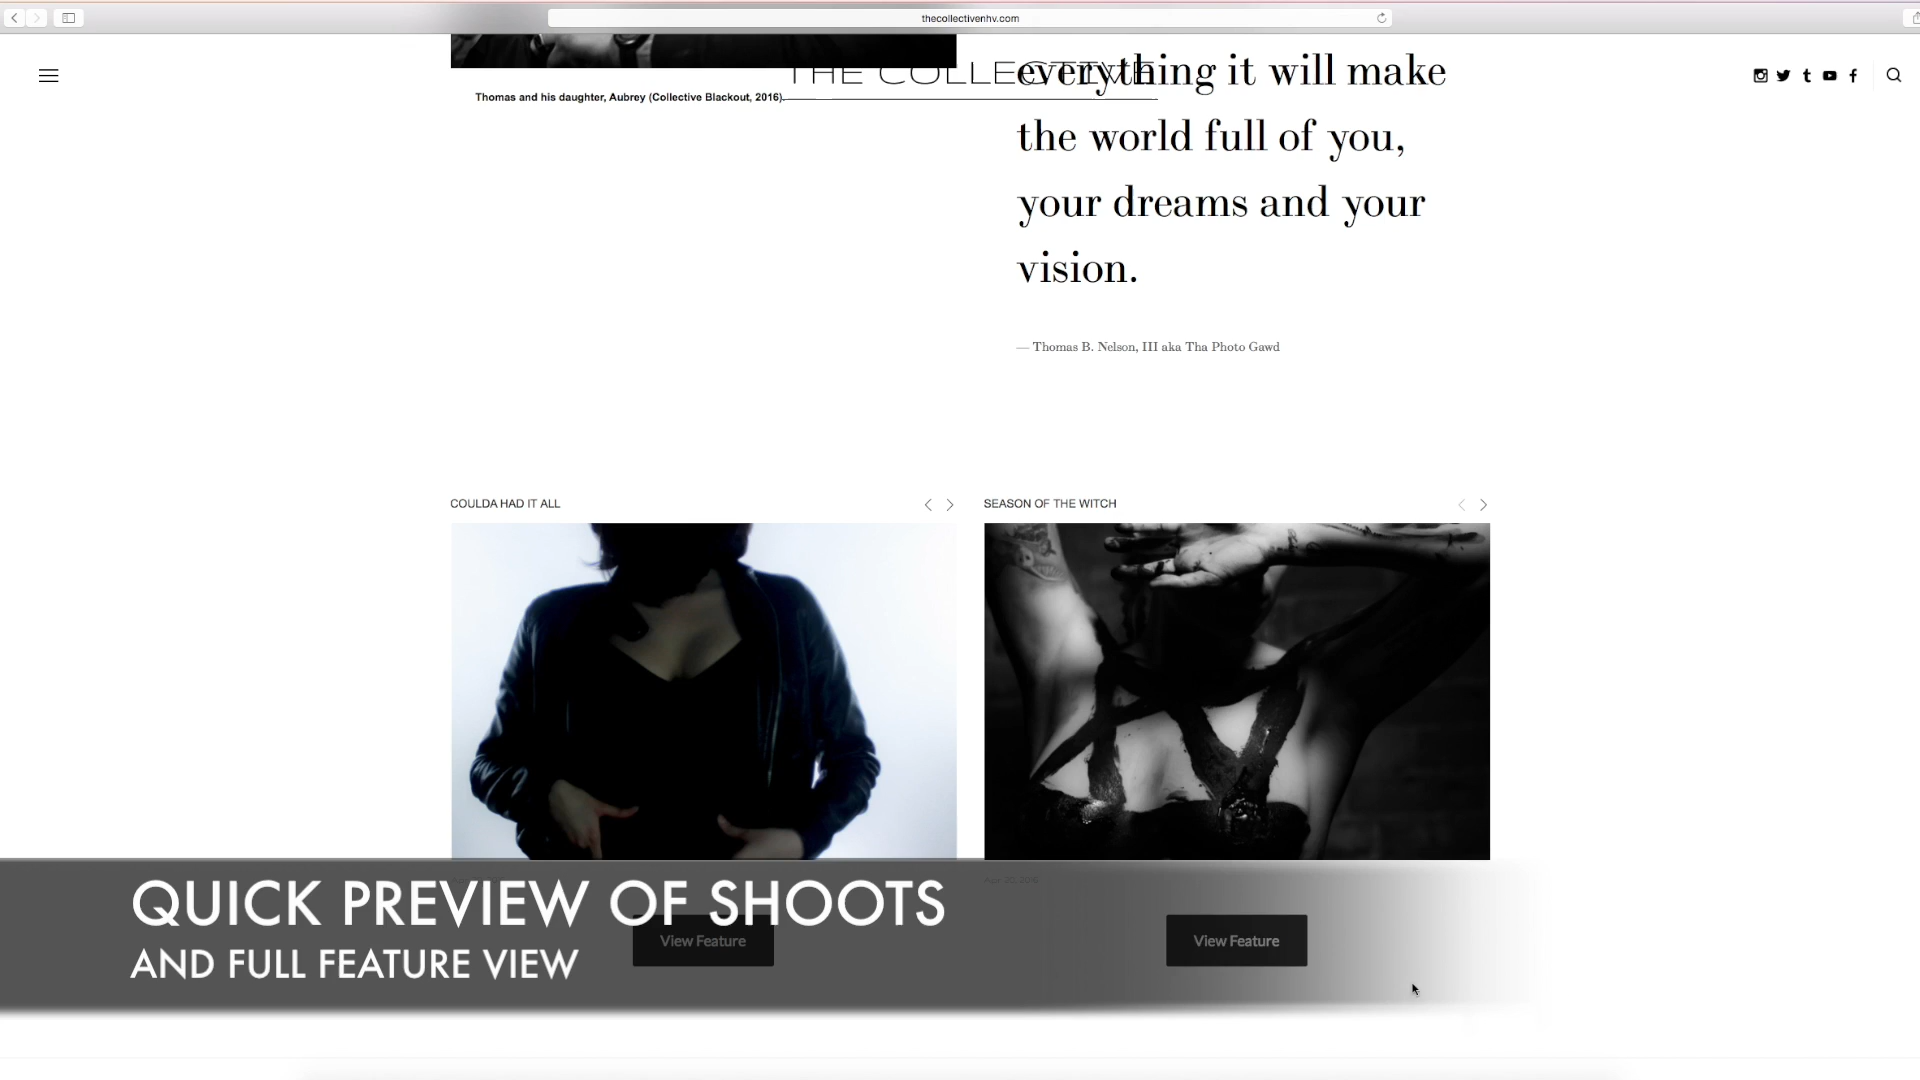 thecollectivenhv.com
THE COLLECTIVE
everything it will make
the world full of you,
your dreams and your
vision.
Thomas and his daughter, Aubrey (Collective Blackout, 2016).
— Thomas B. Nelson, III aka Tha Photo Gawd
COULDA HAD IT ALL
SEASON OF THE WITCH
QUICK PREVIEW OF SHOOTS
AND FULL FEATURE VIEW
View Feature
View Feature